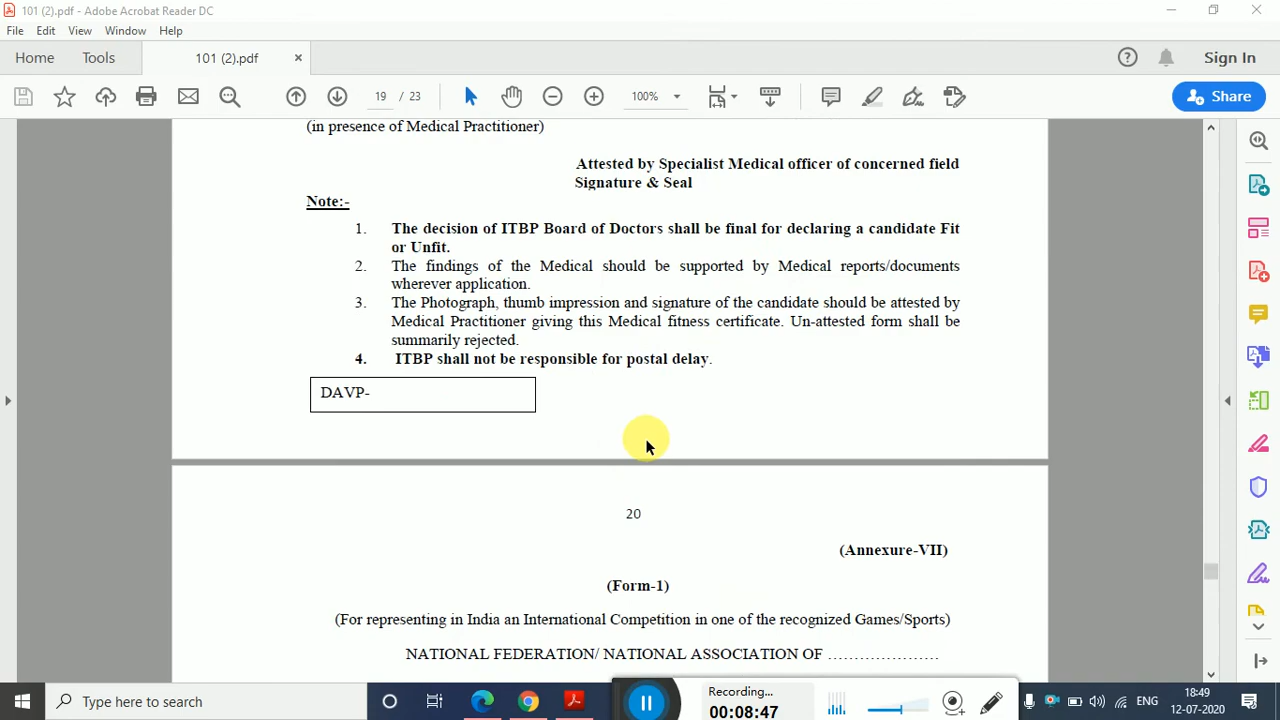 101 (2).pdf - Adobe Acrobat Reader DC
File Edit View Window Help
Home Tools 101 (2).pdf × Sign In
19 / 23 100% Share
(in presence of Medical Practitioner)
Attested by Specialist Medical officer of concerned field
Signature & Seal
Note:-
1. The decision of ITBP Board of Doctors shall be final for declaring a candidate Fit
or Unfit.
2. The findings of the Medical should be supported by Medical reports/documents
wherever application.
3. The Photograph, thumb impression and signature of the candidate should be attested by
Medical Practitioner giving this Medical fitness certificate. Un-attested form shall be
summarily rejected.
4. ITBP shall not be responsible for postal delay.
DAVP-
20
(Annexure-VII)
(Form-1)
(For representing in India an International Competition in one of the recognized Games/Sports)
NATIONAL FEDERATION/ NATIONAL ASSOCIATION OF …………………
Type here to search
Recording...
00:08:47
ENG
18:49
12-07-2020